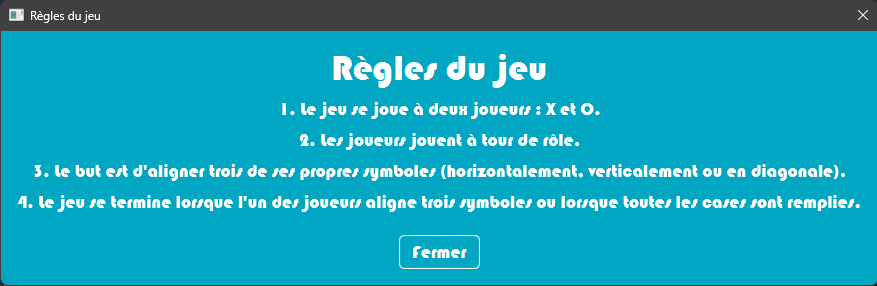 Règles du jeu
Règles du jeu
1. Le jeu se joue à deux joueurs : X et O.
2. Les joueurs jouent à tour de rôle.
3. Le but est d'aligner trois de ses propres symboles (horizontalement, verticalement ou en diagonale).
4. Le jeu se termine lorsque l'un des joueurs aligne trois symboles ou lorsque toutes les cases sont remplies.
Fermer